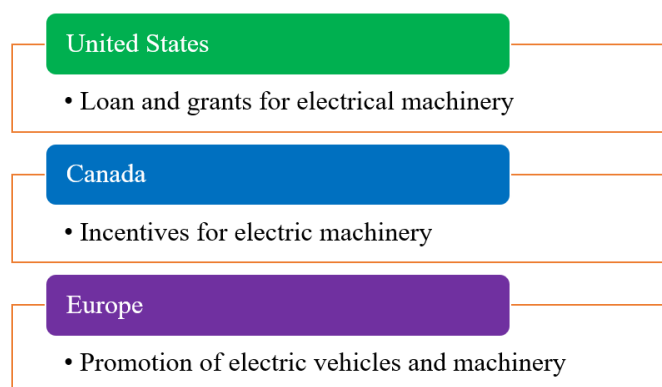 United States
• Loan and grants for electrical machinery
Canada
• Incentives for electric machinery
Europe
• Promotion of electric vehicles and machinery